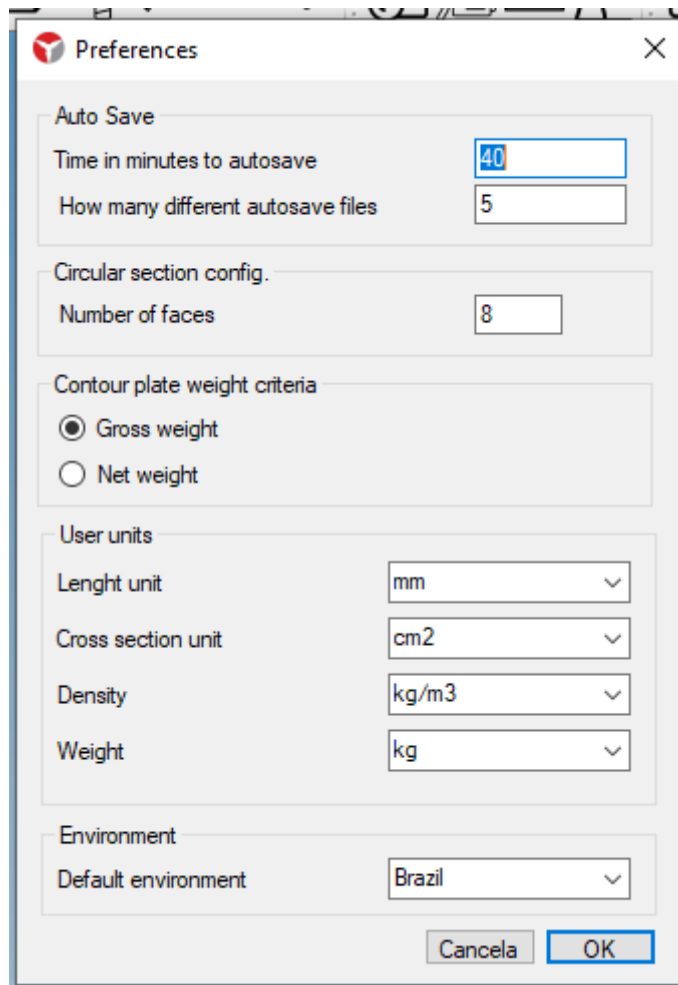 Preferences
Auto Save
Time in minutes to autosave 40
How many different autosave files 5
Circular section config.
Number of faces 8
Contour plate weight criteria
Gross weight
Net weight
User units
Lenght unit mm
Cross section unit cm2
Density kg/m3
Weight kg
Environment
Default environment Brazil
Cancela OK